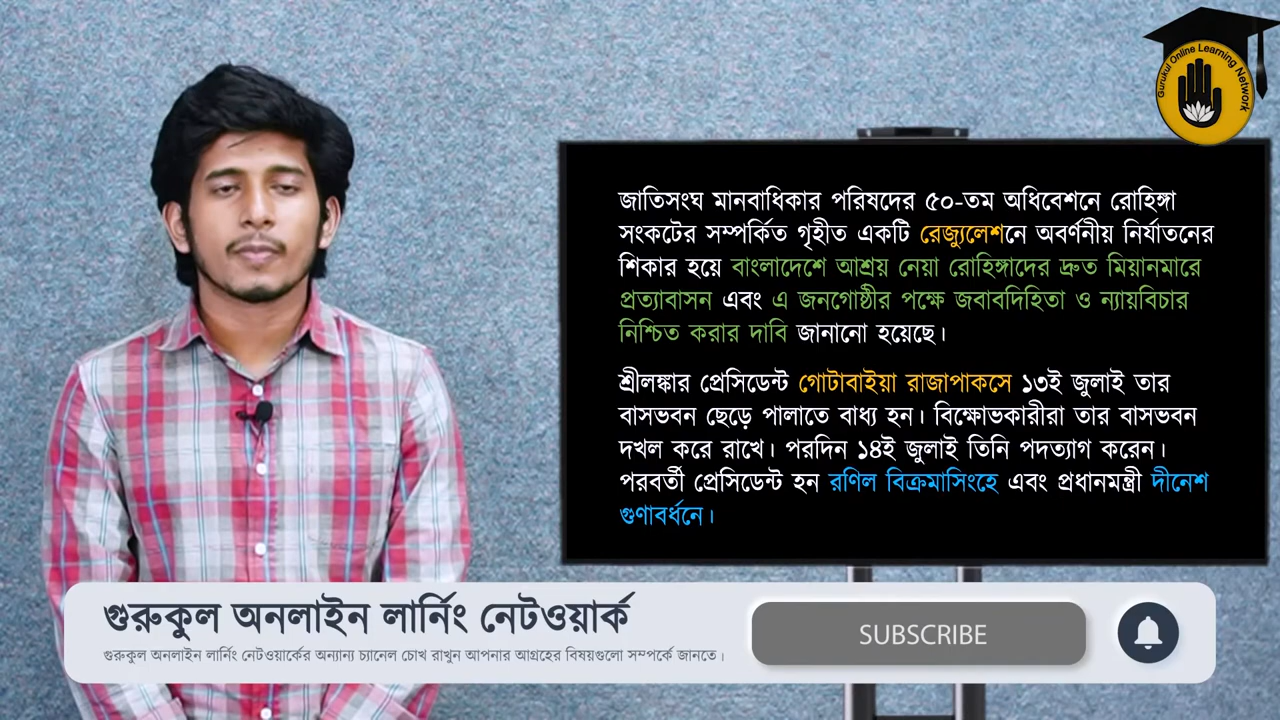 Gurukul Online Learning Network
জাতিসংঘ মানবাধিকার পরিষদের ৫০-তম অধিবেশনে রোহিঙ্গা
সংকটের সম্পর্কিত গৃহীত একটি রেজ্যুলেশনে অবর্ণনীয় নির্যাতনের
শিকার হয়ে বাংলাদেশে আশ্রয় নেয়া রোহিঙ্গাদের দ্রুত মিয়ানমারে
প্রত্যাবাসন এবং এ জনগোষ্ঠীর পক্ষে জবাবদিহিতা ও ন্যায়বিচার
নিশ্চিত করার দাবি জানানো হয়েছে।
শ্রীলঙ্কার প্রেসিডেন্ট গোটাবাইয়া রাজাপাকসে ১৩ই জুলাই তার
বাসভবন ছেড়ে পালাতে বাধ্য হন। বিক্ষোভকারীরা তার বাসভবন
দখল করে রাখে। পরদিন ১৪ই জুলাই তিনি পদত্যাগ করেন।
পরবর্তী প্রেসিডেন্ট হন রণিল বিক্রমাসিংহে এবং প্রধানমন্ত্রী দীনেশ
গুণাবর্ধনে।
গুরুকুল অনলাইন লার্নিং নেটওয়ার্ক
গুরুকুল অনলাইন লার্নিং নেটওয়ার্কের অন্যান্য চ্যানেল চোখ রাখুন আপনার আগ্রহের বিষয়গুলো সম্পর্কে জানতে।
SUBSCRIBE